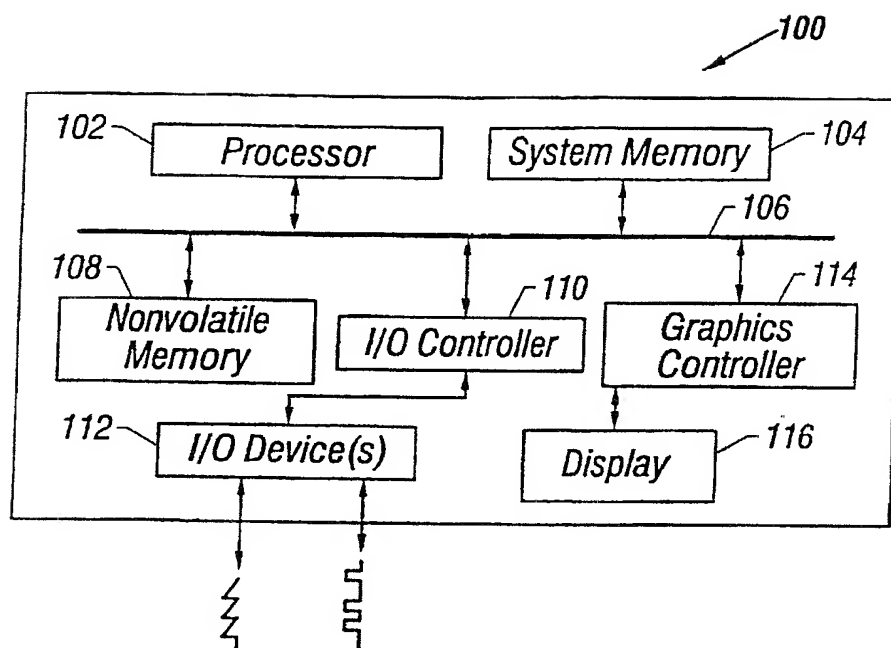 100
102
Processor
System Memory
104
106
108
Nonvolatile
Memory
110
I/O Controller
114
Graphics
Controller
112
I/O Device(s)
Display
116